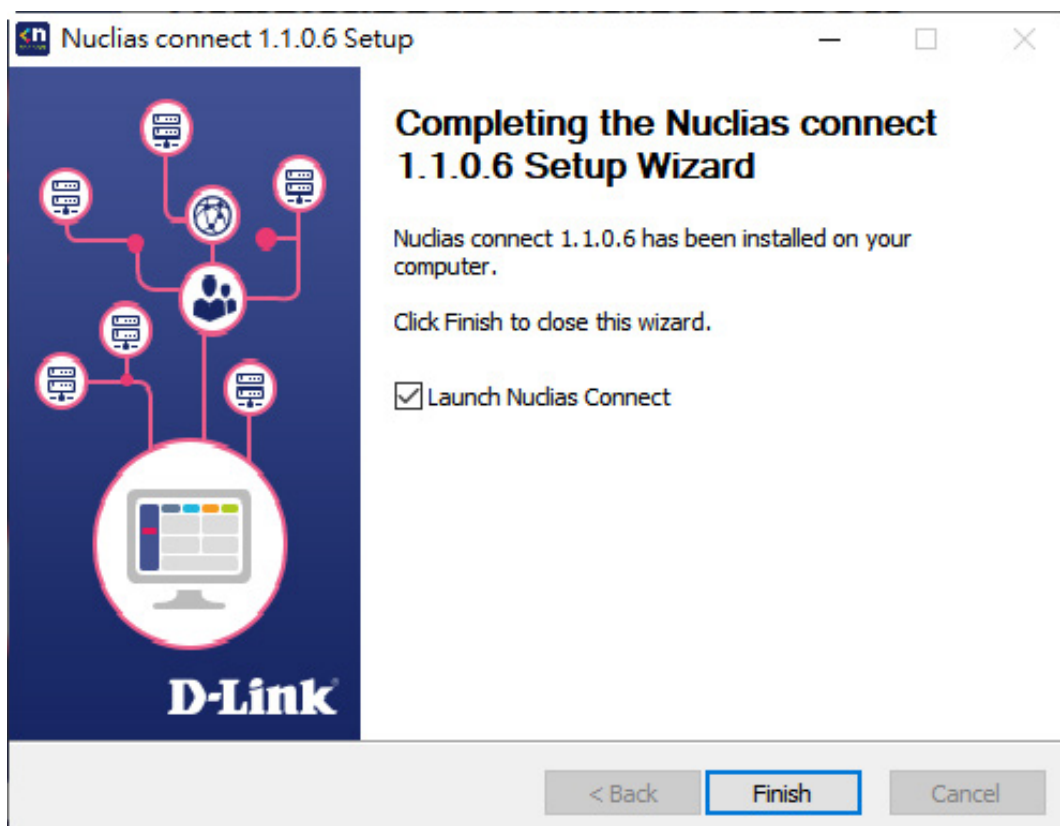 Nuclias connect 1.1.0.6 Setup
Completing the Nuclias connect
1.1.0.6 Setup Wizard
Nuclias connect 1.1.0.6 has been installed on your
computer.
Click Finish to close this wizard.
Launch Nuclias Connect
D-Link
< Back
Finish
Cancel